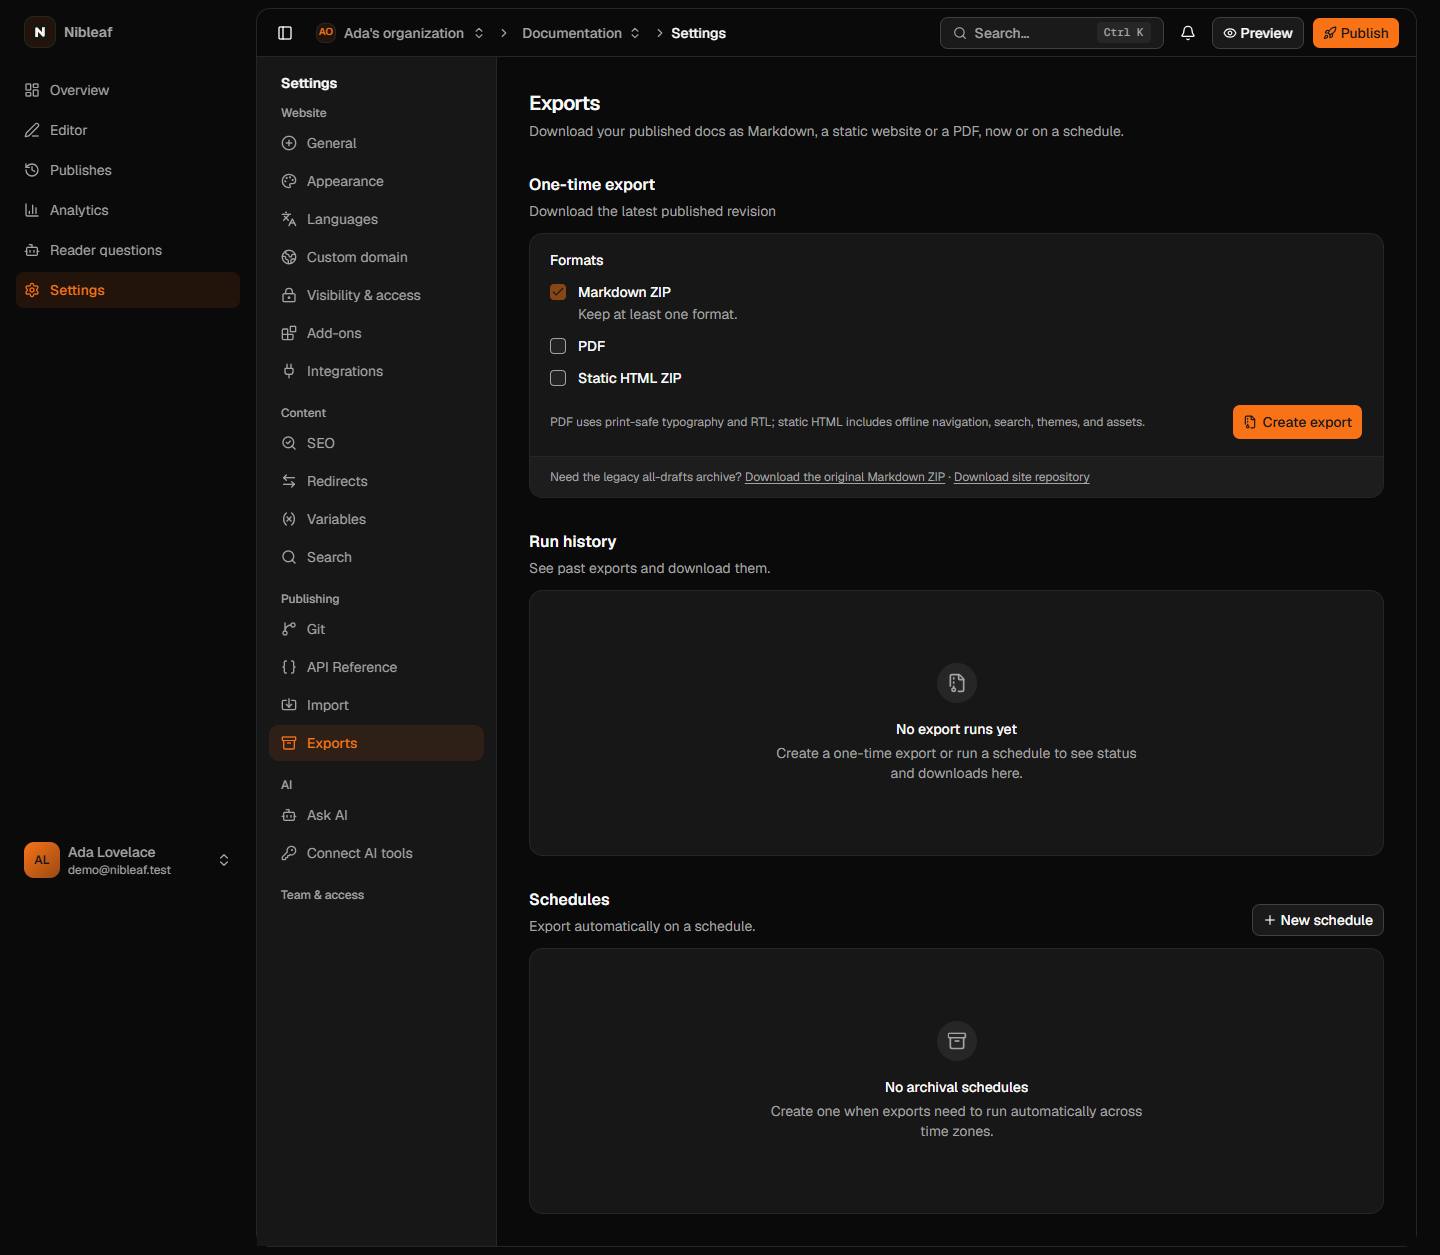 N Nibleaf
Overview
Editor
Publishes
Analytics
Reader questions
Settings
AL
Ada Lovelace
demo@nibleaf.test
AO Ada's organization Documentation Settings
Search... Ctrl K
Preview
Publish
Settings
Website
General
Appearance
Languages
Custom domain
Visibility & access
Add-ons
Integrations
Content
SEO
Redirects
Variables
Search
Publishing
Git
API Reference
Import
Exports
AI
Ask AI
Connect AI tools
Team & access
Exports
Download your published docs as Markdown, a static website or a PDF, now or on a schedule.
One-time export
Download the latest published revision
Formats
Markdown ZIP
Keep at least one format.
PDF
Static HTML ZIP
PDF uses print-safe typography and RTL; static HTML includes offline navigation, search, themes, and assets.
Create export
Need the legacy all-drafts archive? Download the original Markdown ZIP · Download site repository
Run history
See past exports and download them.
No export runs yet
Create a one-time export or run a schedule to see status
and downloads here.
Schedules
Export automatically on a schedule.
New schedule
No archival schedules
Create one when exports need to run automatically across
time zones.